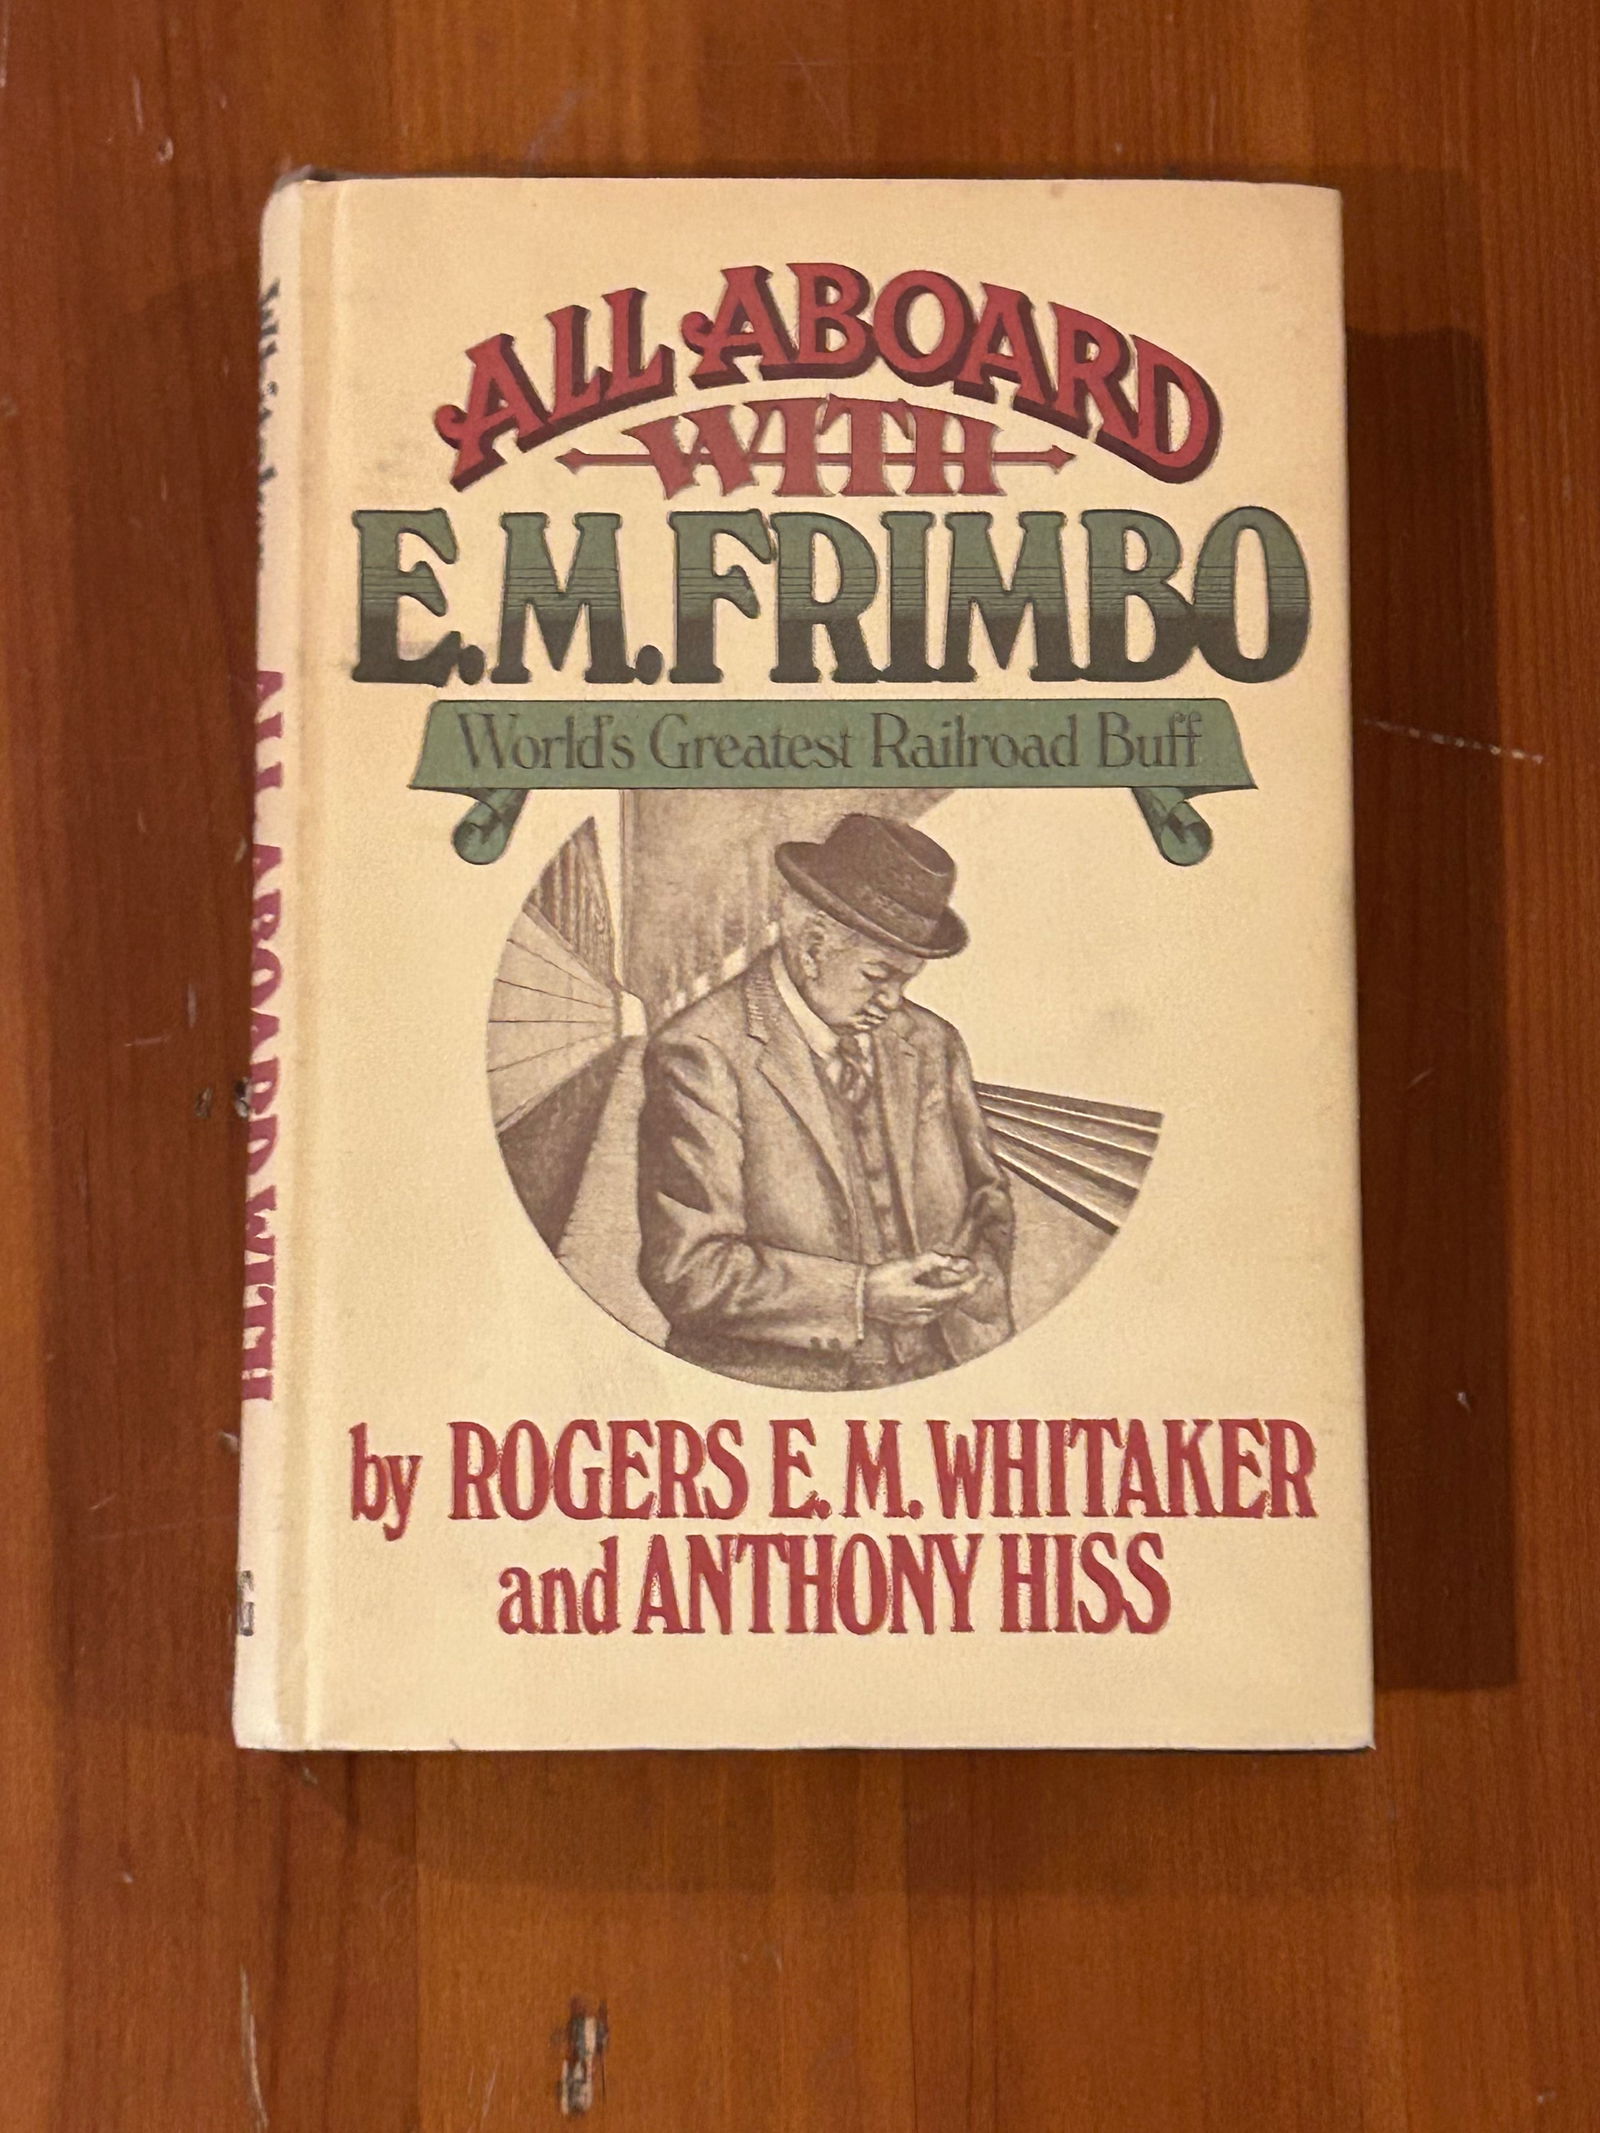 ALL ABOARD
WITH
E.M. FRIMBO
World's Greatest Railroad Buff
by ROGERS E. M. WHITAKER
and ANTHONY HISS
ALL ABOARD WITH
G